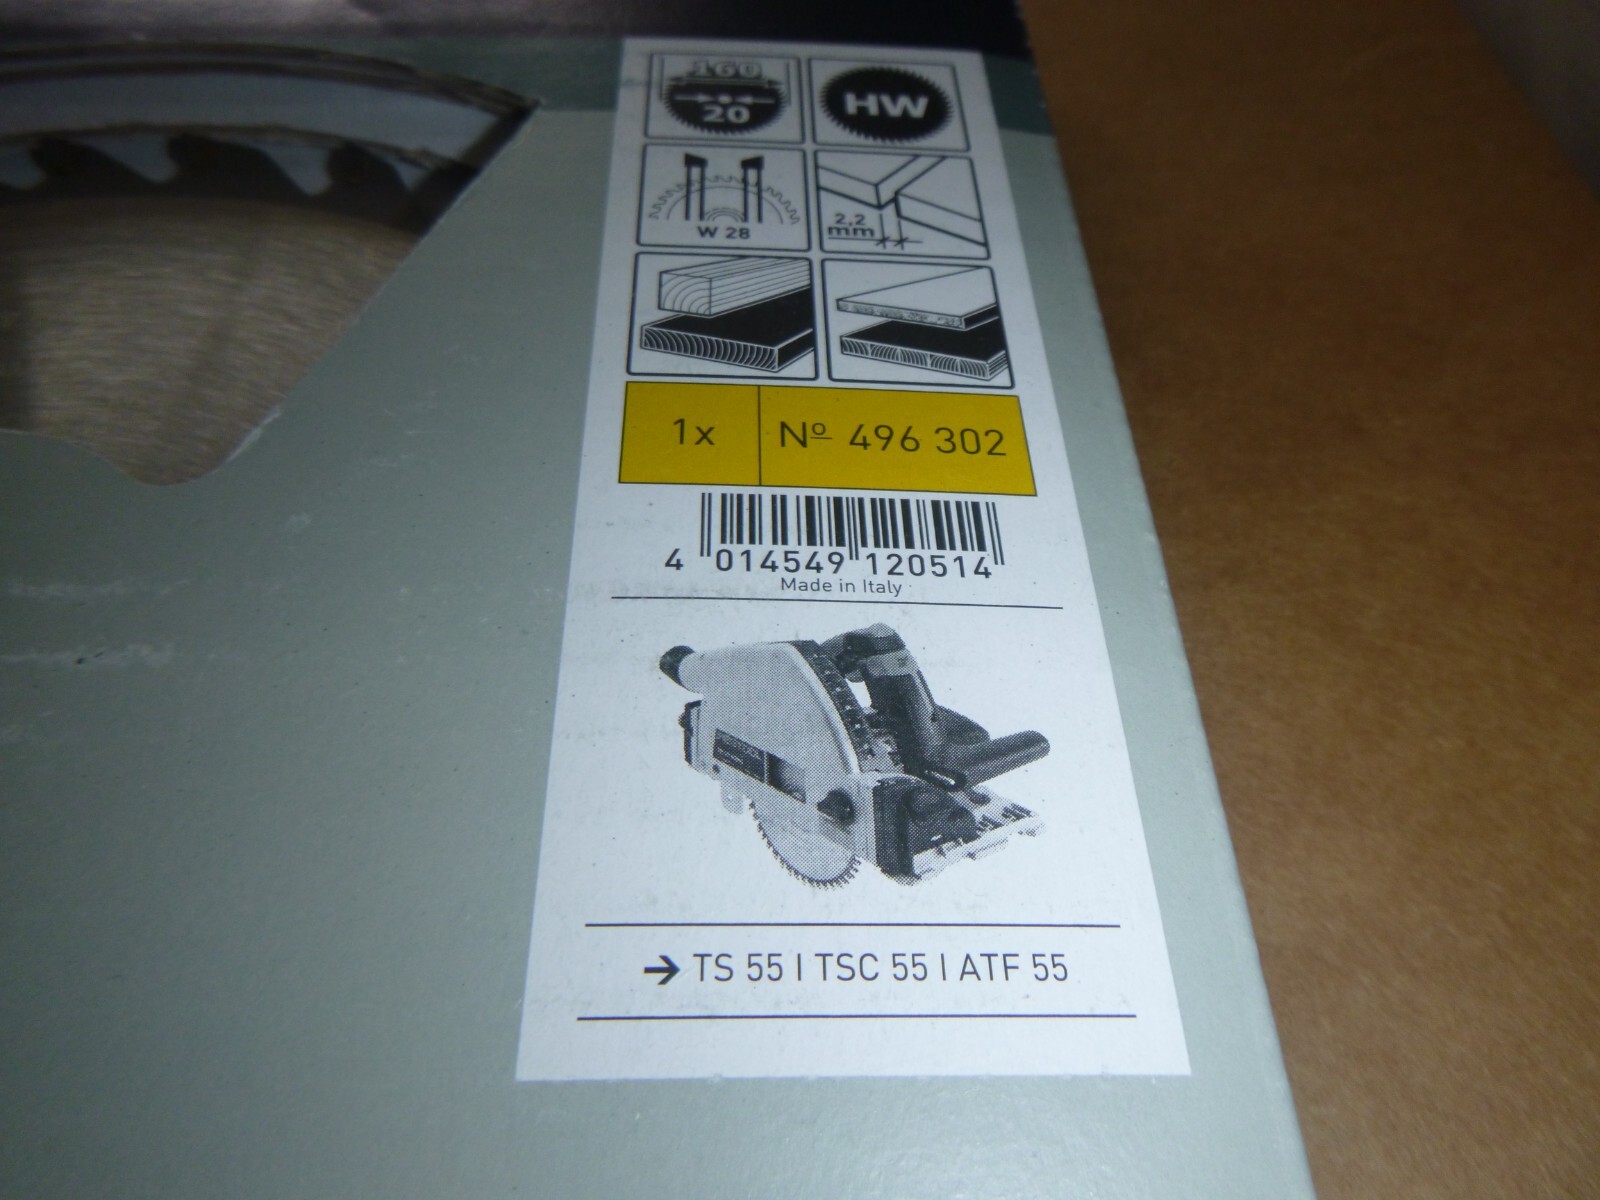 160
20
HW
W 28
2,2
mm
1x
Nº 496 302
4 014549 120514
Made in Italy
→ TS 55 I TSC 55 I ATF 55